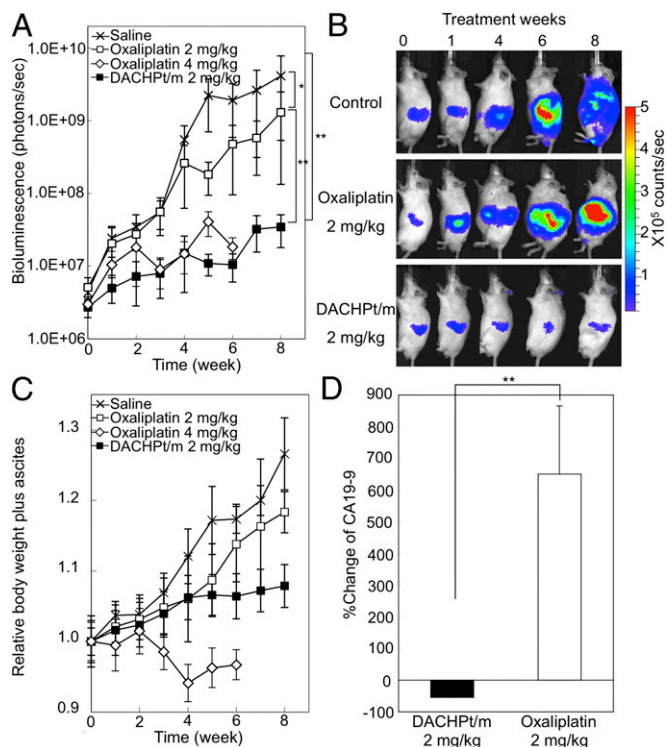 A
1.0E+10
1.0E+09
1.0E+08
1.0E+07
1.0E+06
Bioluminescence (photons/sec)
Saline
Oxaliplatin 2 mg/kg
Oxaliplatin 4 mg/kg
DACHPt/m 2 mg/kg
*
**
**
0 2 4 6 8
Time (week)
B
Treatment weeks
0 1 4 6 8
Control
Oxaliplatin
2 mg/kg
DACHPt/m
2 mg/kg
5
4
3
2
1
X10⁵ counts/sec
C
1.3
1.2
1.1
1.0
0.9
Relative body weight plus ascites
Saline
Oxaliplatin 2 mg/kg
Oxaliplatin 4 mg/kg
DACHPt/m 2 mg/kg
0 2 4 6 8
Time (week)
D
900
800
700
600
500
400
300
200
100
0
-100
%Change of CA19-9
**
DACHPt/m
2 mg/kg
Oxaliplatin
2 mg/kg